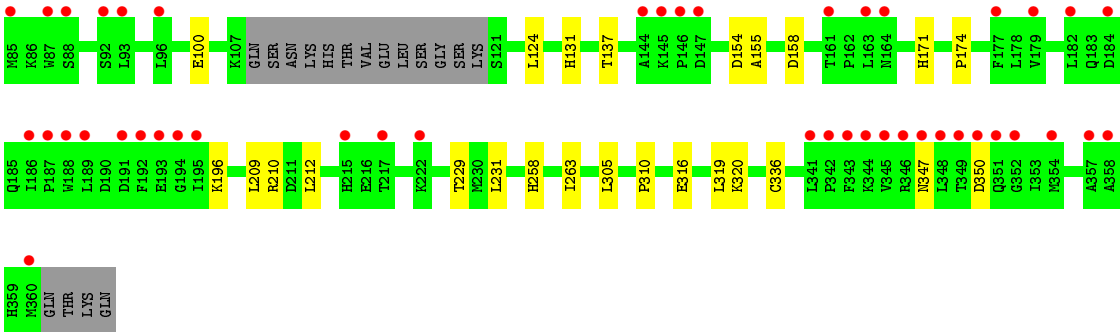 M85 K86 W87 S88 S92 L93 L96 E100 K107 GLN SER ASN LYS HIS THR VAL GLU LEU SER GLY SER LYS S121 L124 H131 T137 A144 K145 P146 D147 D154 A155 D158 T161 P162 L163 N164 H171 P174 F177 L178 V179 L182 Q183 D184
Q185 I186 P187 W188 L189 D190 D191 F192 E193 G194 I195 K196 L209 R210 D211 L212 H215 H216 T217 K222 T229 M230 L231 H258 I263 L305 P310 E316 L319 K320 C336 L341 P342 F343 K344 V345 R346 N347 L348 T349 D350 Q351 G352 I353 M354 A357 A358
H359 M360 GLN THR LYS GLN